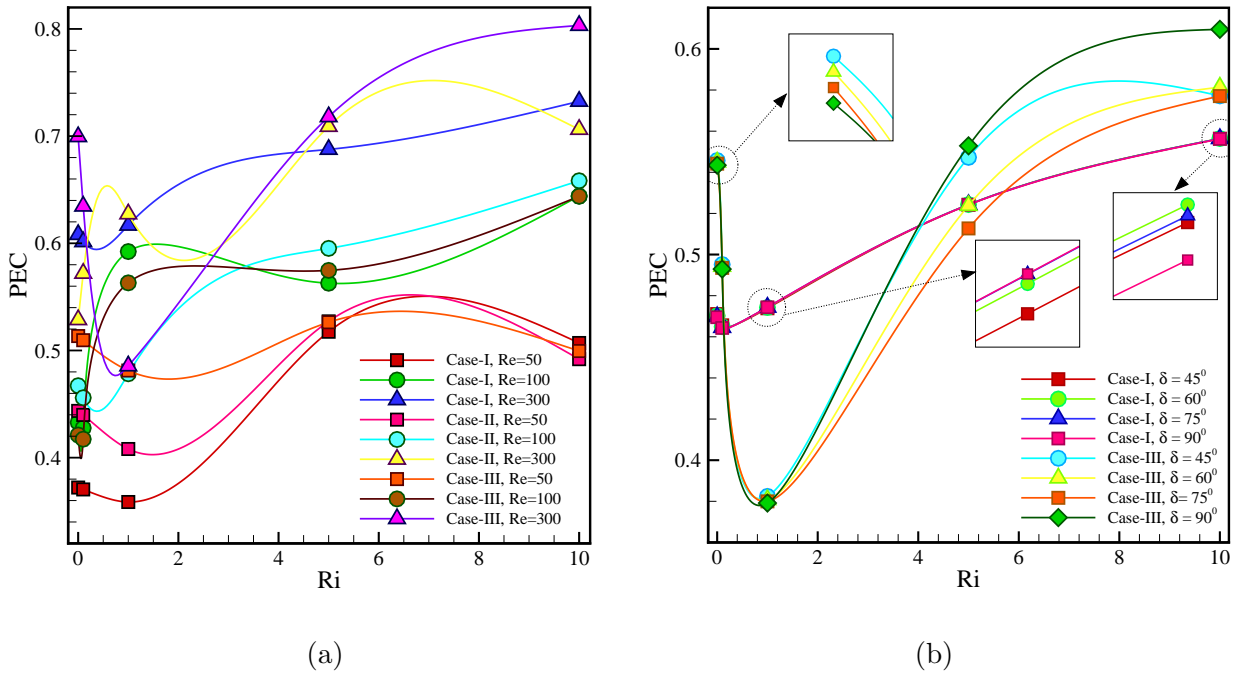 PEC
0.8
0.7
0.6
0.5
0.4
0 2 4 6 8 10
Ri
Case-I, Re=50
Case-I, Re=100
Case-I, Re=300
Case-II, Re=50
Case-II, Re=100
Case-II, Re=300
Case-III, Re=50
Case-III, Re=100
Case-III, Re=300
(a)
PEC
0.6
0.5
0.4
0 2 4 6 8 10
Ri
Case-I, δ = 45⁰
Case-I, δ = 60⁰
Case-I, δ = 75⁰
Case-I, δ = 90⁰
Case-III, δ = 45⁰
Case-III, δ = 60⁰
Case-III, δ = 75⁰
Case-III, δ = 90⁰
(b)